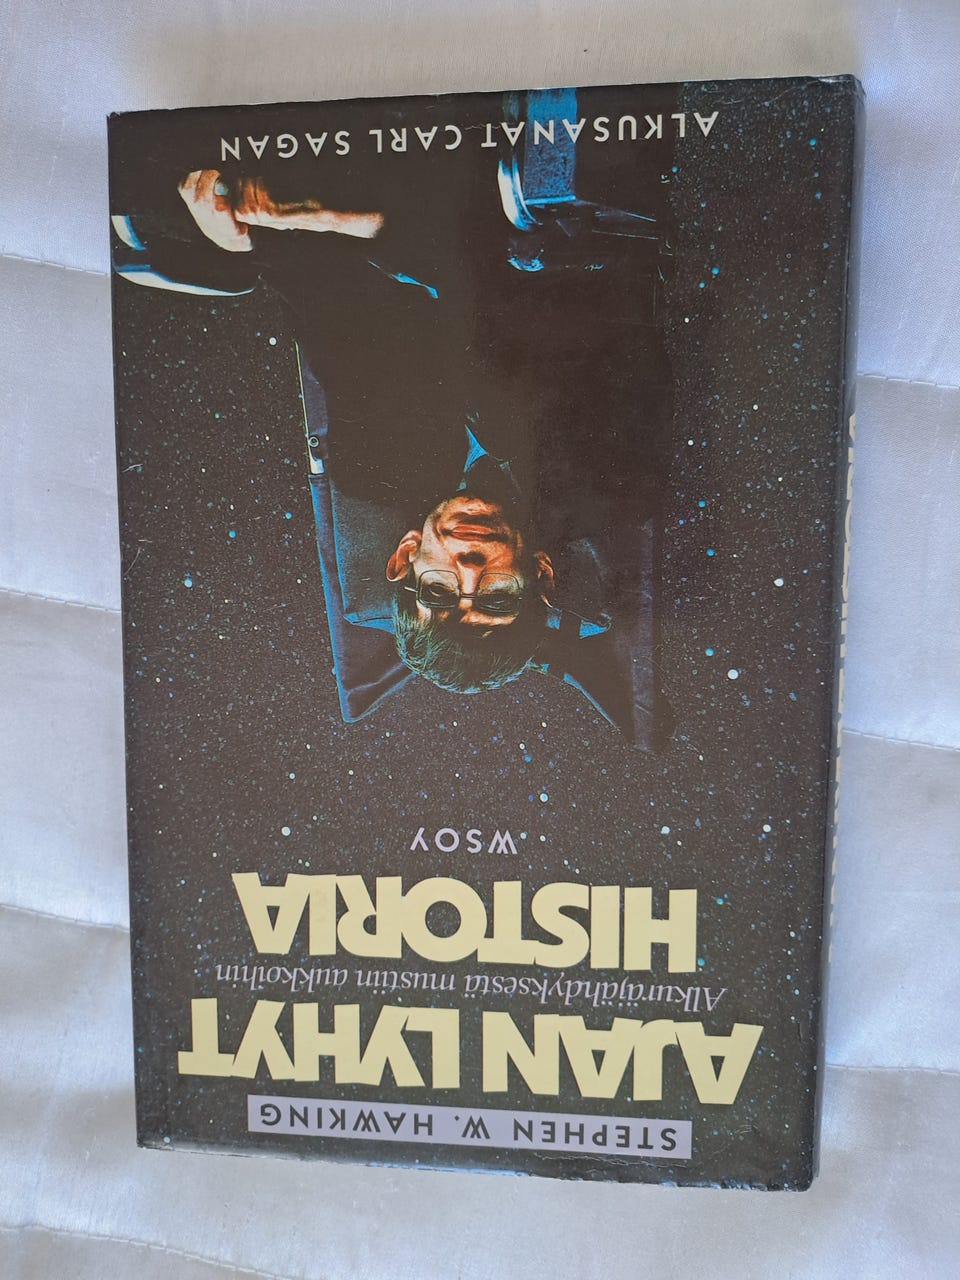 STEPHEN W. HAWKING
AJAN LYHYT
Alkuräjähdyksestä mustiin aukkoihin
HISTORIA
WSOY
ALKUSANAT CARL SAGAN